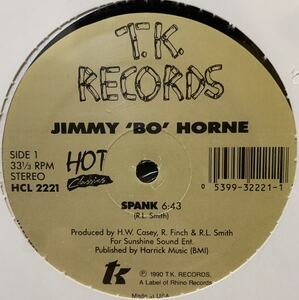 T.K.
RECORDS
JIMMY 'BO' HORNE
SIDE 1
33⅓ RPM
STEREO
HCL 2221
HOT
Classics
0 5399-32221-1
SPANK 6:43
(R.L. Smith)
Produced by H.W. Casey, R. Finch & R.L. Smith
For Sunshine Sound Ent.
Published by Harrick Music (BMI)
tk
℗ 1990 T.K. RECORDS.
A Label of Rhino Records
Made in U.S.A.